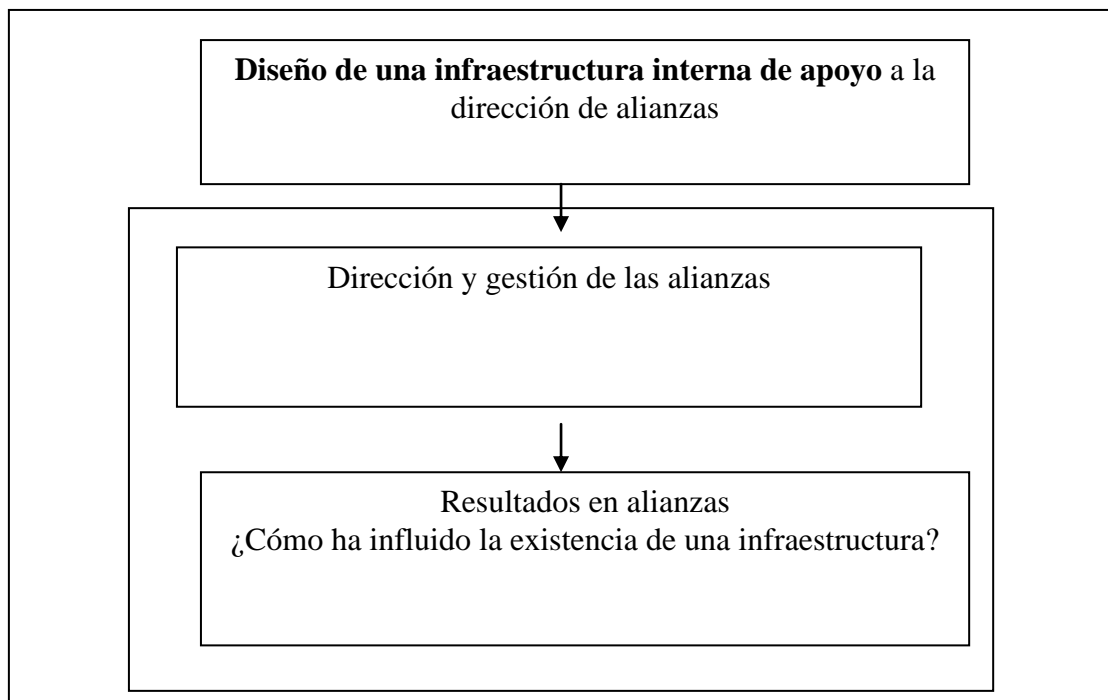 Diseño de una infraestructura interna de apoyo a la
dirección de alianzas
Dirección y gestión de las alianzas
Resultados en alianzas
¿Cómo ha influido la existencia de una infraestructura?